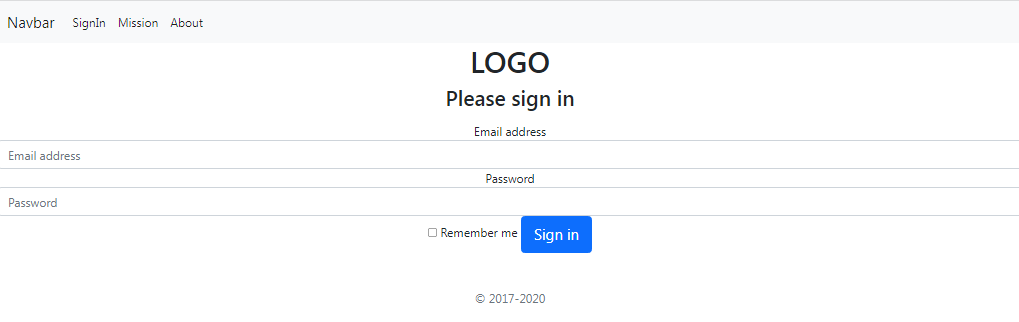 Navbar SignIn Mission About
LOGO
Please sign in
Email address
Email address
Password
Password
Remember me Sign in
© 2017-2020